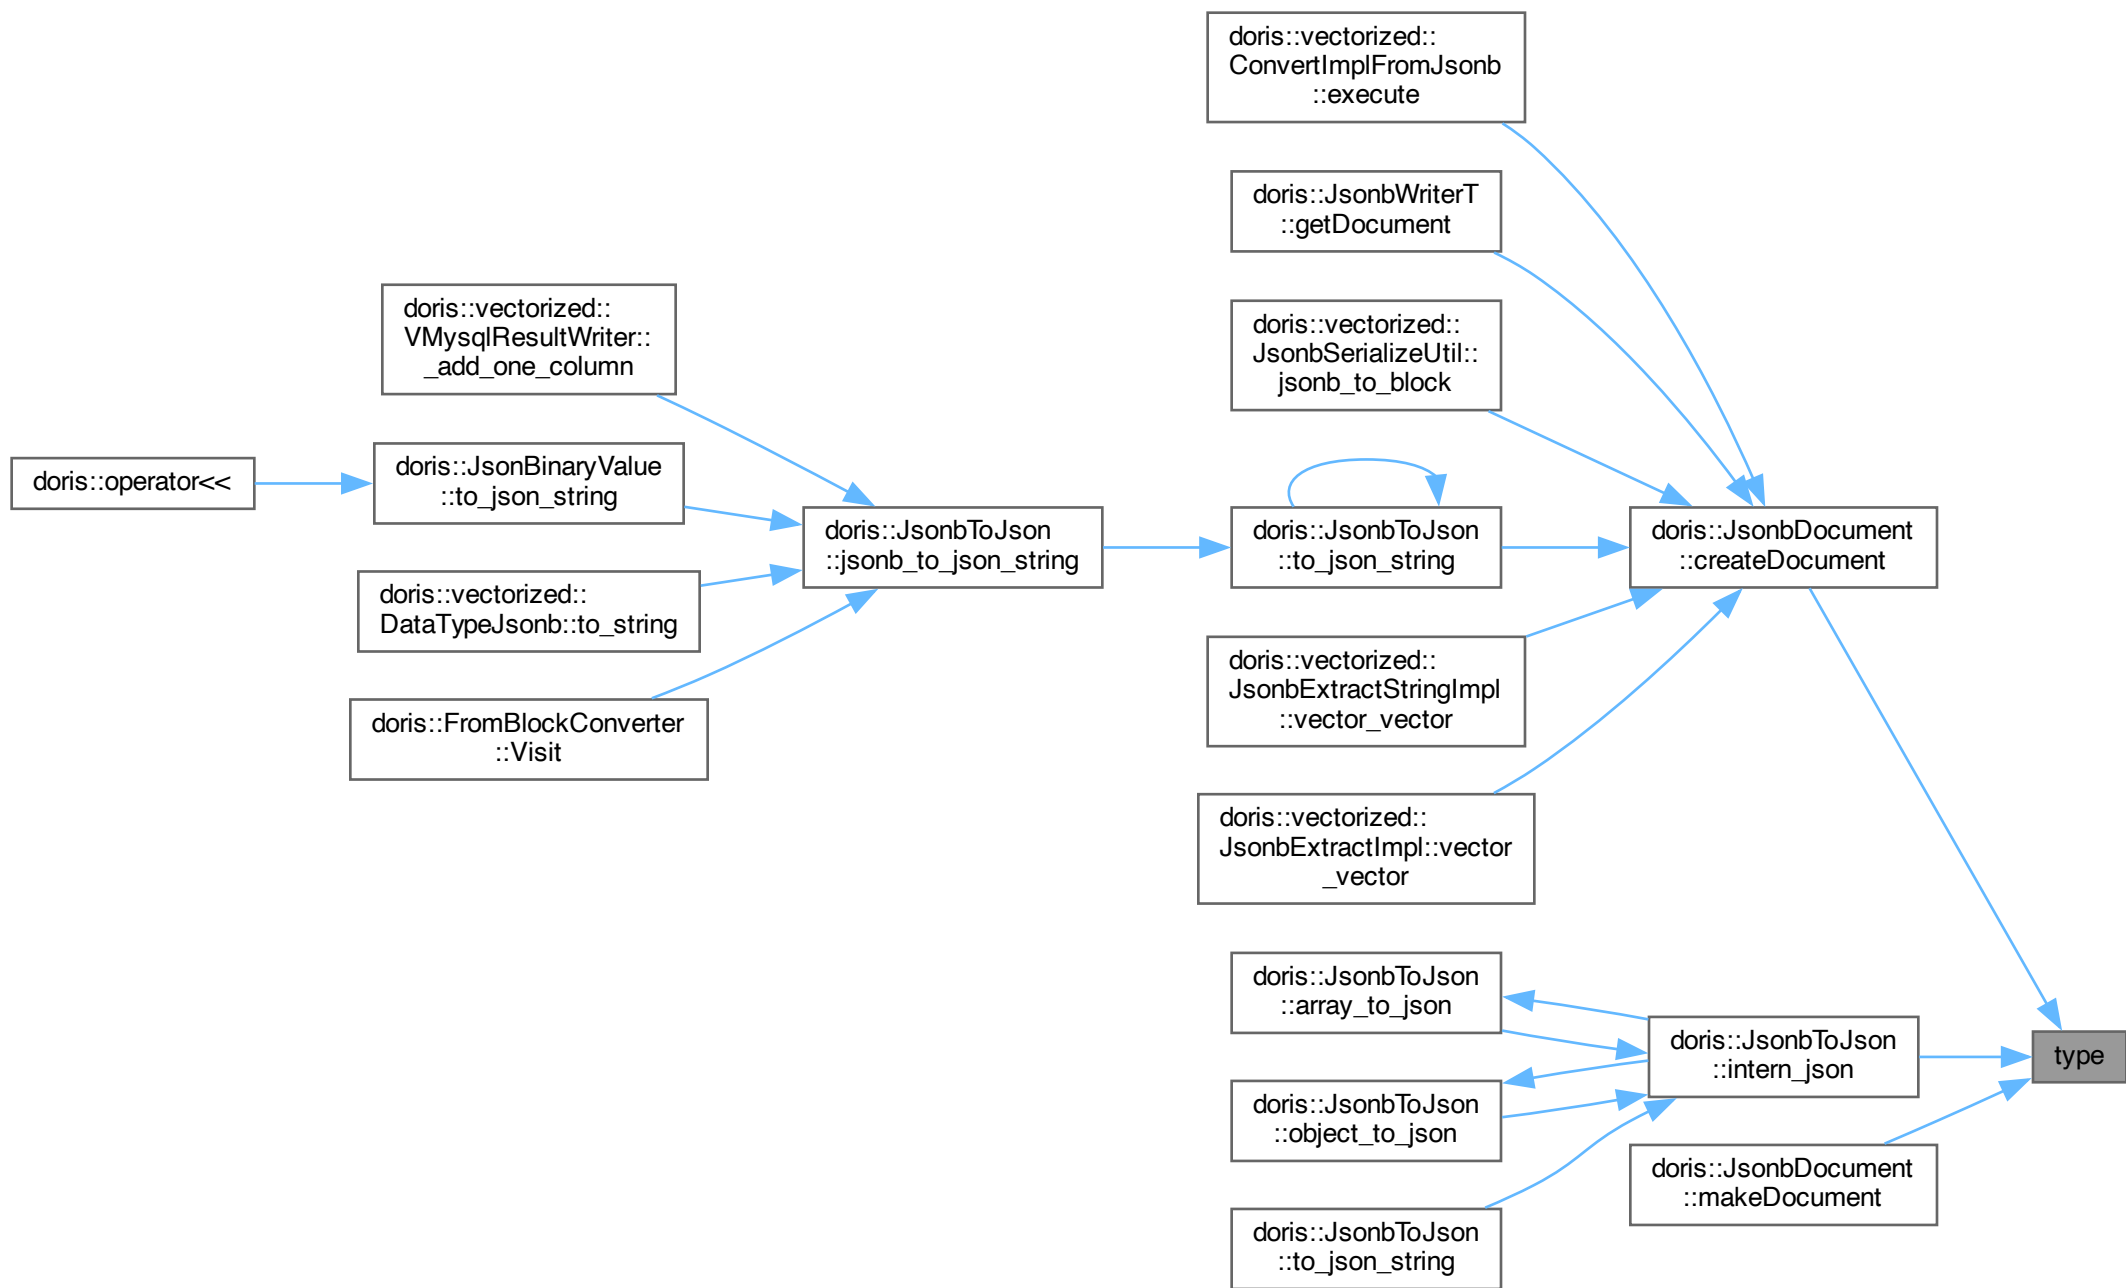 doris::vectorized::
ConvertImplFromJsonb
::execute
doris::JsonbWriterT
::getDocument
doris::vectorized::
VMysqlResultWriter::
_add_one_column
doris::vectorized::
JsonbSerializeUtil::
jsonb_to_block
doris::operator<<
doris::JsonBinaryValue
::to_json_string
doris::JsonbToJson
::jsonb_to_json_string
doris::JsonbToJson
::to_json_string
doris::JsonbDocument
::createDocument
doris::vectorized::
DataTypeJsonb::to_string
doris::vectorized::
JsonbExtractStringImpl
::vector_vector
doris::FromBlockConverter
::Visit
doris::vectorized::
JsonbExtractImpl::vector
_vector
doris::JsonbToJson
::array_to_json
doris::JsonbToJson
::intern_json
type
doris::JsonbToJson
::object_to_json
doris::JsonbDocument
::makeDocument
doris::JsonbToJson
::to_json_string